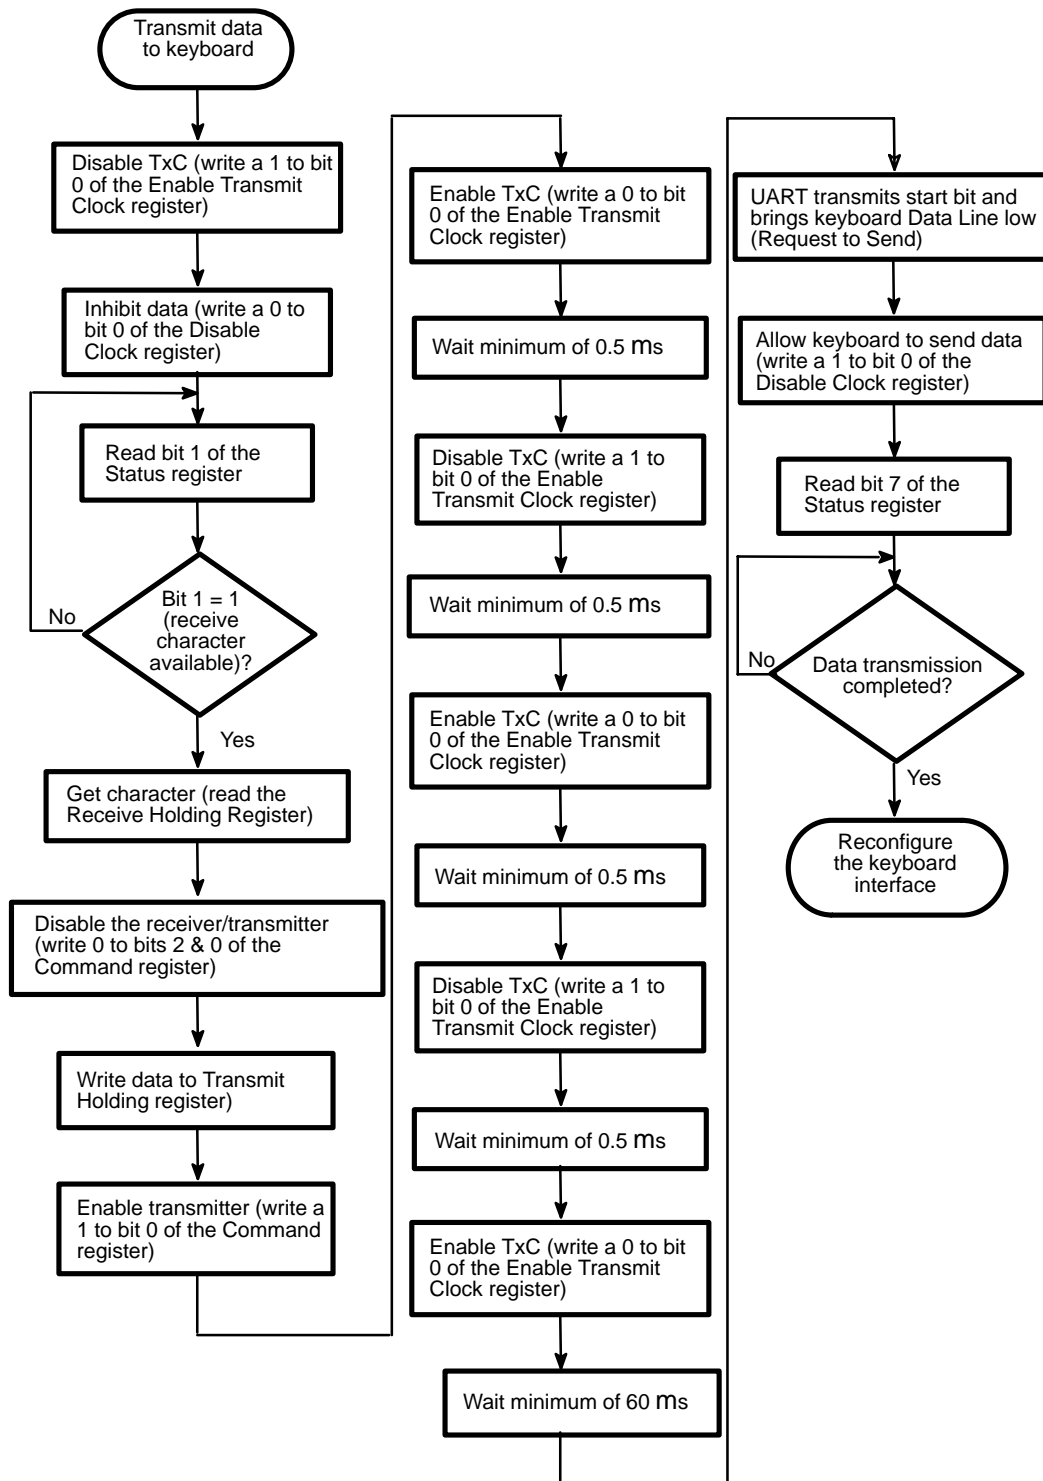 Transmit data
to keyboard
Disable TxC (write a 1 to bit
0 of the Enable Transmit
Clock register)
Inhibit data (write a 0 to
bit 0 of the Disable
Clock register)
Read bit 1 of the
Status register
Bit 1 = 1
(receive
character
available)?
No
Yes
Get character (read the
Receive Holding Register)
Disable the receiver/transmitter
(write 0 to bits 2 & 0 of the
Command register)
Write data to Transmit
Holding register)
Enable transmitter (write a
1 to bit 0 of the Command
register)
Enable TxC (write a 0 to bit
0 of the Enable Transmit
Clock register)
Wait minimum of 0.5 ms
Disable TxC (write a 1 to
bit 0 of the Enable
Transmit Clock register)
Wait minimum of 0.5 ms
Enable TxC (write a 0 to bit
0 of the Enable Transmit
Clock register)
Wait minimum of 0.5 ms
Disable TxC (write a 1 to
bit 0 of the Enable
Transmit Clock register)
Wait minimum of 0.5 ms
Enable TxC (write a 0 to bit
0 of the Enable Transmit
Clock register)
Wait minimum of 60 ms
UART transmits start bit and
brings keyboard Data Line low
(Request to Send)
Allow keyboard to send data
(write a 1 to bit 0 of the
Disable Clock register)
Read bit 7 of the
Status register
No
Data transmission
completed?
Yes
Reconfigure
the keyboard
interface